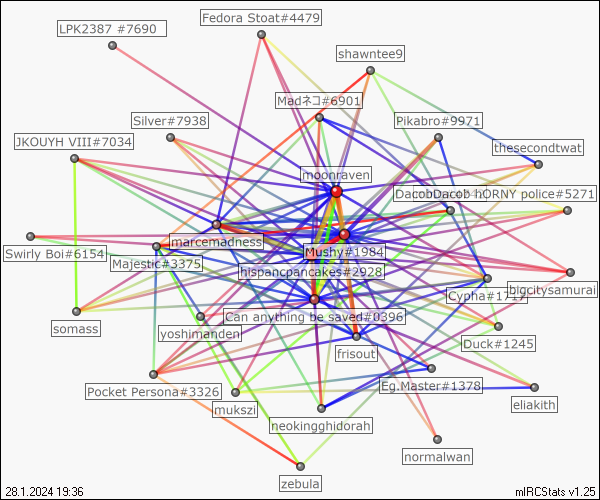 Fedora Stoat#4479
LPK2387 #7690
shawntee9
Madネコ#6901
Silver#7938
Pikabro#9971
JKOUYH VIII#7034
thesecondtwat
moonraven
HORNY police#5271
marcemadness
Mushy#1984
Swirly Boi#6154
Majestic#3375
hispancpancakes#2928
bigcitysamurai
Can anything be saved#0396
somass
yoshimanden
Duck#1245
frisout
Pocket Persona#3326
Eg.Master#1378
mukszi
eliakith
neokingghidorah
normalwan
zebula
28.1.2024 19:36
mIRCStats v1.25